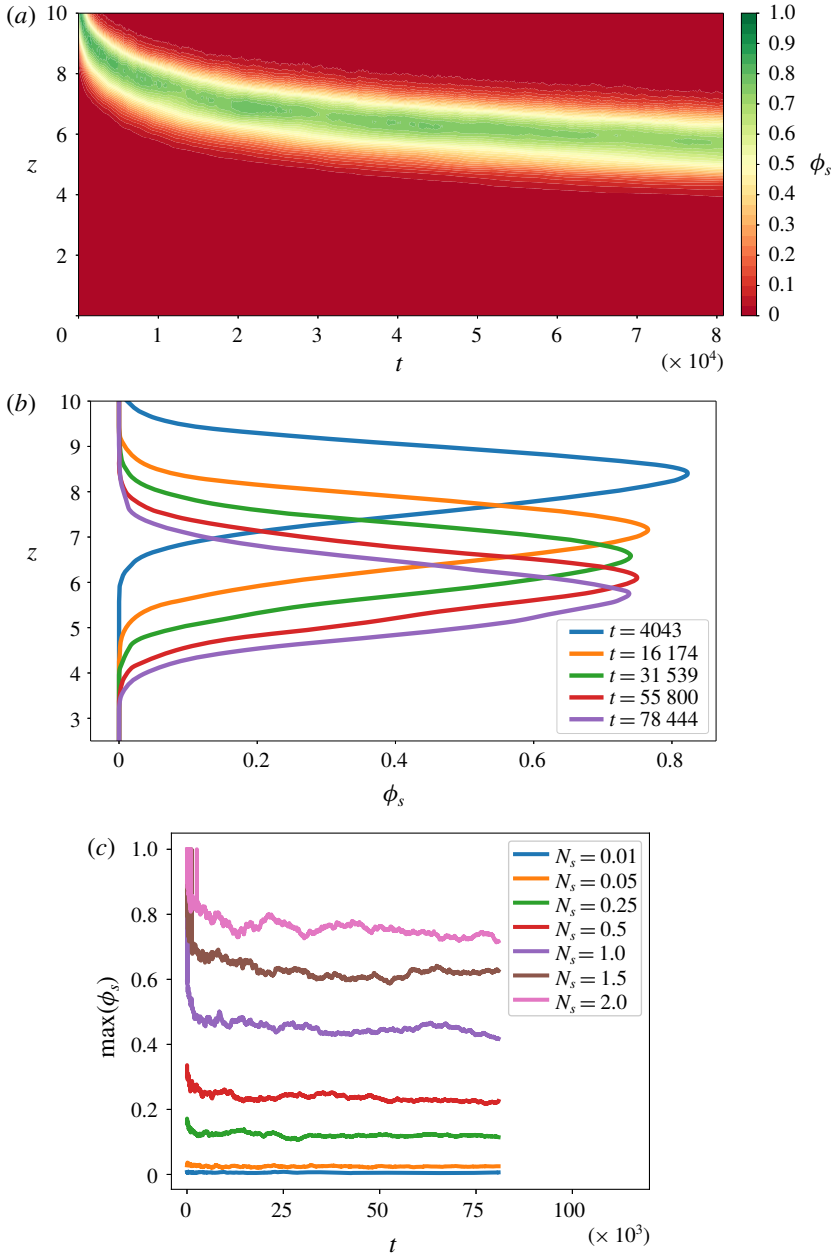 (a)
10
8
6
4
2
0
z
1 2 3 4 5 6 7 8
t
(× 10⁴)
1.0
0.9
0.8
0.7
0.6
0.5
0.4
0.3
0.2
0.1
0
ϕs
(b)
10
9
8
7
6
5
4
3
z
t = 4043
t = 16 174
t = 31 539
t = 55 800
t = 78 444
0 0.2 0.4 0.6 0.8
ϕs
(c)
1.0
0.8
0.6
0.4
0.2
0
max(ϕs)
Ns = 0.01
Ns = 0.05
Ns = 0.25
Ns = 0.5
Ns = 1.0
Ns = 1.5
Ns = 2.0
0 25 50 75 100
t
(× 10³)